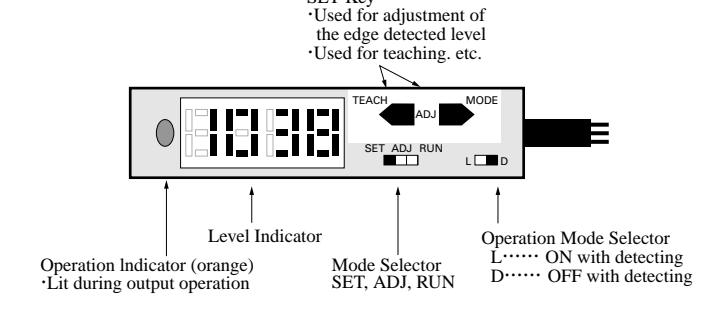 SET Key
·Used for adjustment of
the edge detected level
·Used for teaching. etc.
TEACH
ADJ
MODE
1038
SET ADJ RUN
L D
Level Indicator
Operation Mode Selector
L…… ON with detecting
D…… OFF with detecting
Operation lndicator (orange)
·Lit during output operation
Mode Selector
SET, ADJ, RUN